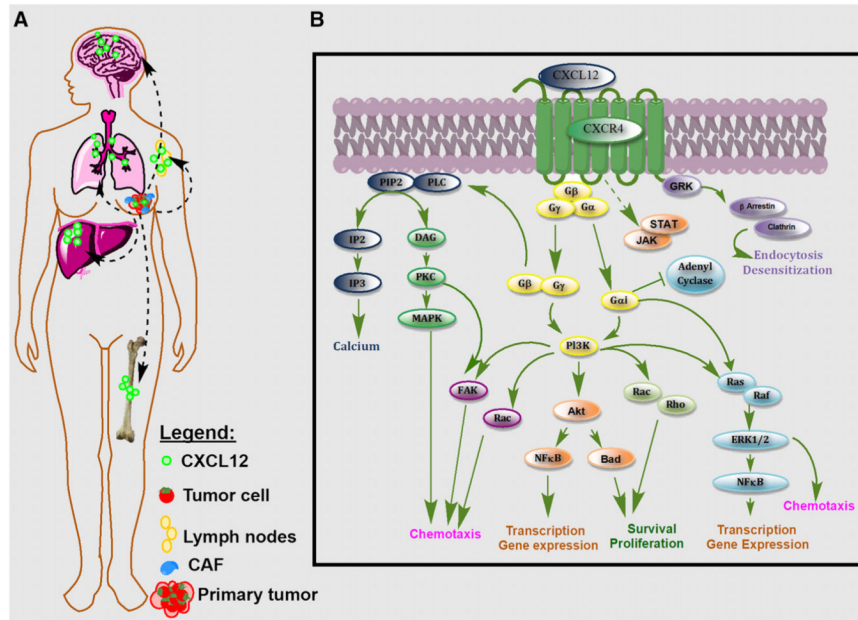 A
B
Legend:
CXCL12
Tumor cell
Lymph nodes
CAF
Primary tumor
CXCL12
CXCR4
PIP2
PLC
Gβ
Gγ
Gα
GRK
β Arrestin
Clathrin
STAT
JAK
Endocytosis
Desensitization
IP2
DAG
IP3
PKC
Gβ
Gγ
Gαi
Adenyl
Cyclase
MAPK
Calcium
PI3K
FAK
Rac
Akt
Rac
Rho
Ras
Raf
ERK1/2
NFκB
Bad
NFκB
Chemotaxis
Chemotaxis
Transcription
Gene expression
Survival
Proliferation
Transcription
Gene Expression